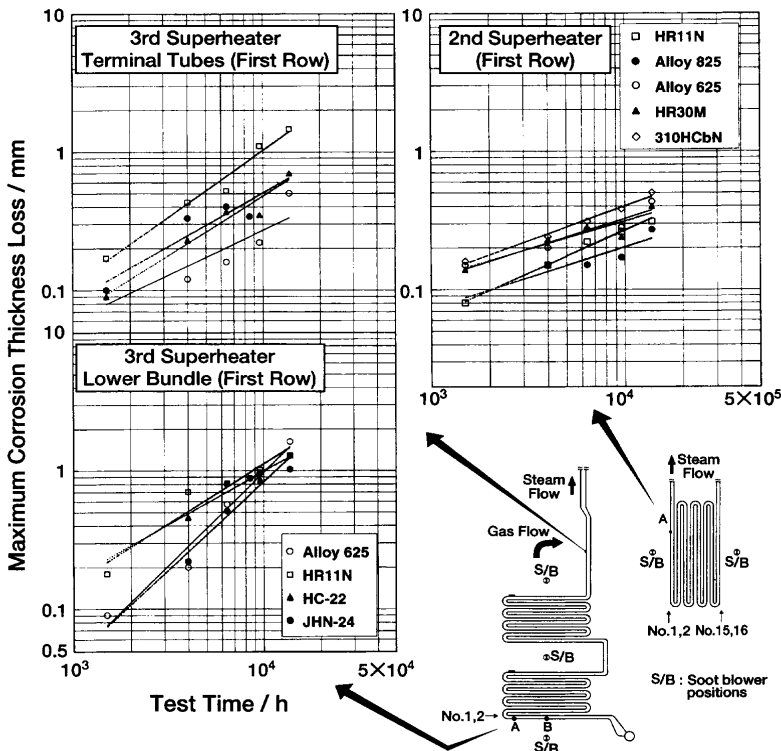 10
3rd Superheater
Terminal Tubes (First Row)
1
0.1
10
3rd Superheater
Lower Bundle (First Row)
1
Alloy 625
HR11N
HC-22
JHN-24
0.1
0.5
10³
10⁴
5×10⁴
Test Time / h
Maximum Corrosion Thickness Loss / mm
10
2nd Superheater
(First Row)
HR11N
Alloy 825
Alloy 625
HR30M
310HCbN
1
0.1
10³
10⁴
5×10⁵
Steam
Flow
Gas Flow
S/B
S/B
No.1,2
A
B
S/B
Steam
Flow
A
S/B
S/B
No.1,2
No.15,16
S/B : Soot blower
positions